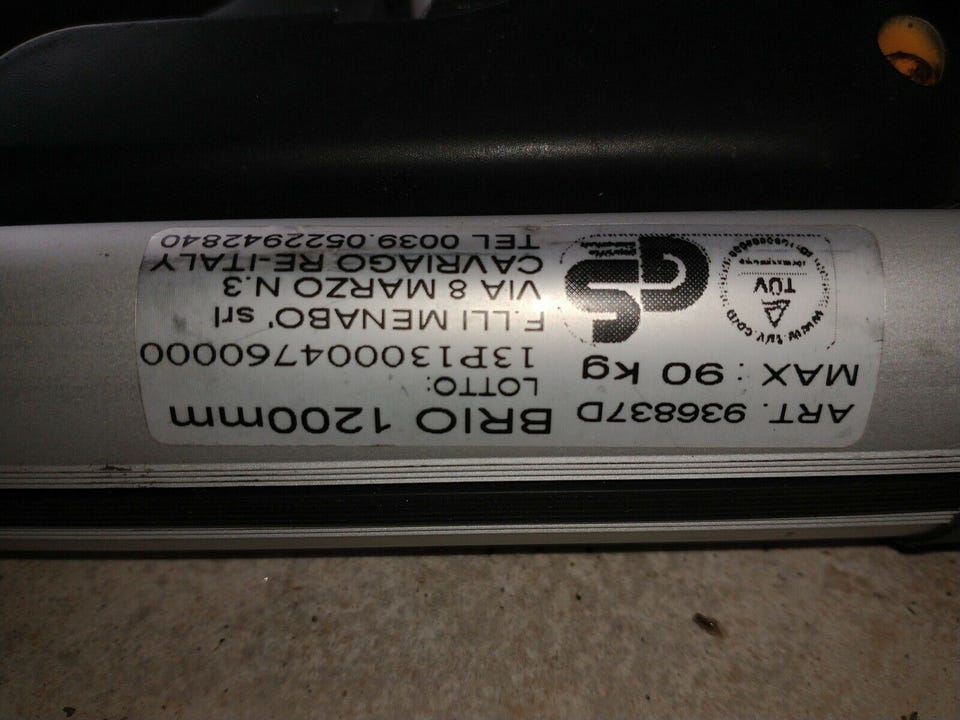 ART. 936837D
MAX : 90 kg
TÜV
GS
BRIO 1200mm
LOTTO:
13P130004760000
F.LLI MENABO' srl
VIA 8 MARZO N.3
CAVRIAGO RE-ITALY
TEL 0039.0522942840